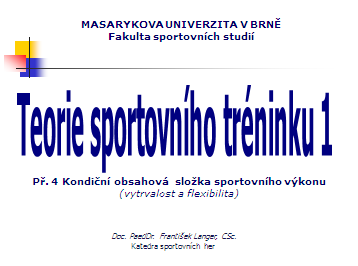 MASARYKOVA UNIVERZITA V BRNĚ
Fakulta sportovních studií
Teorie sportovního tréninku 1
Př. 4 Kondiční obsahová složka sportovního výkonu
(vytrvalost a flexibilita)
Doc. PaedDr. František Langer, CSc.
Katedra sportovních her